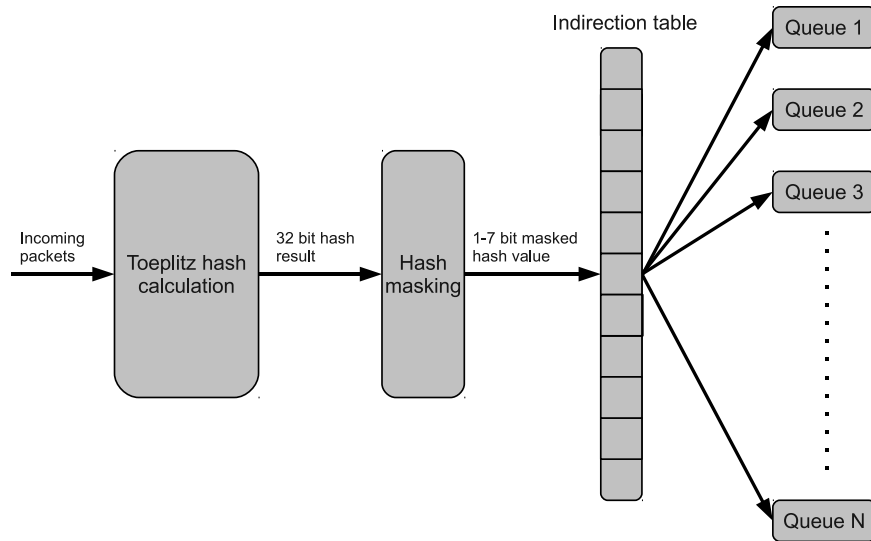 Indirection table
Queue 1
Queue 2
Queue 3
Incoming
packets
Toeplitz hash
calculation
32 bit hash
result
Hash
masking
1-7 bit masked
hash value
Queue N